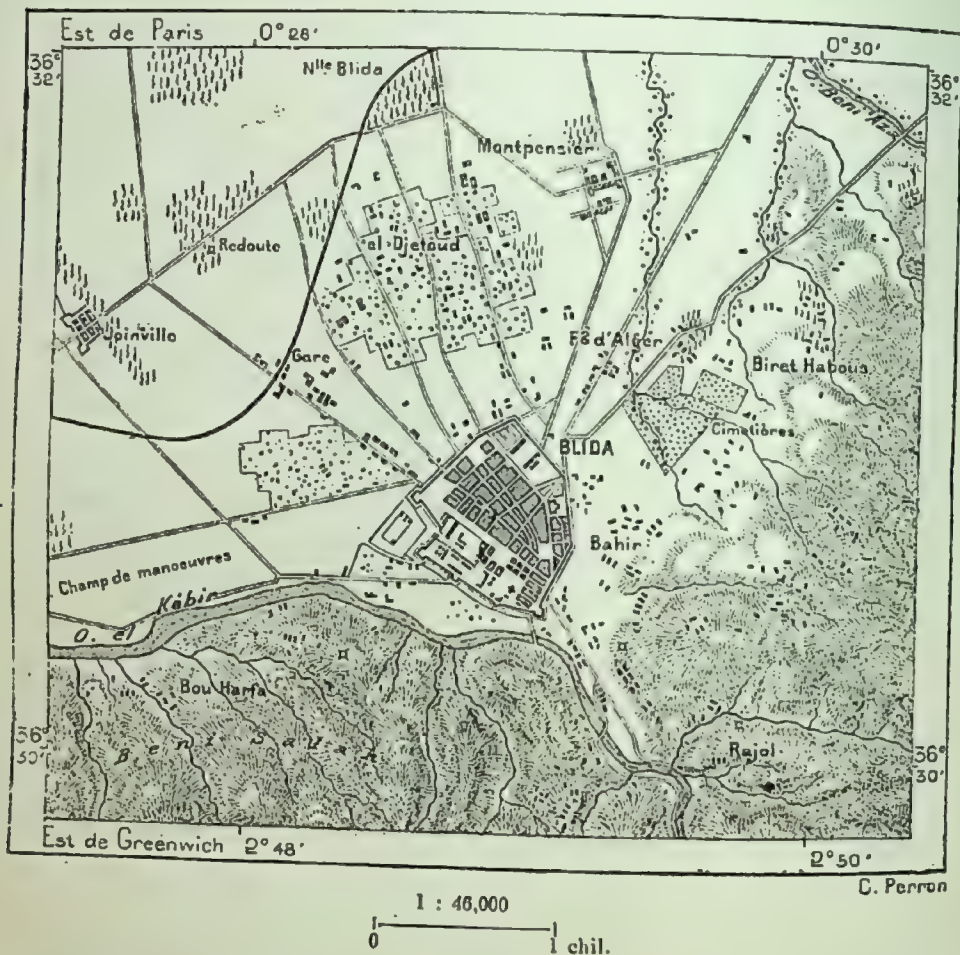 Est de Paris 0°28' 0°30'
36° 32'
36° 32'
Nlle Blida
O. Beni Az
Montpensier
Redoute
el-Djetoud
Joinville
Gare
Fg d'Alger
Biret Habous
Cimetières
BLIDA
Bahir
Champ de manoeuvres
O. el Kébir
Bou Harfa
Beni Salah
Rajol
36° 30'
36° 30'
Est de Greenwich 2°48' 2°50'
C. Perron
1 : 46,000
0 1 chil.